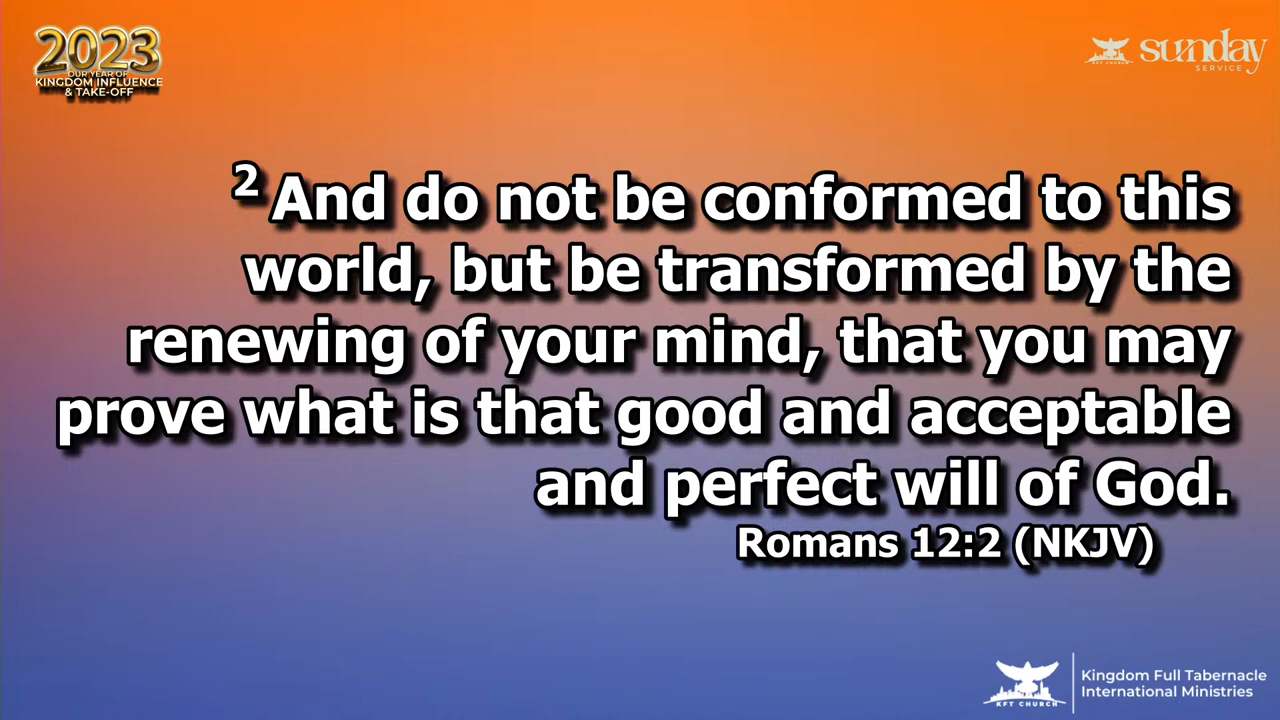 2023
OUR YEAR OF
KINGDOM INFLUENCE
& TAKE-OFF
KFT CHURCH
sunday
SERVICE
2 And do not be conformed to this
world, but be transformed by the
renewing of your mind, that you may
prove what is that good and acceptable
and perfect will of God.
Romans 12:2 (NKJV)
KFT CHURCH
Kingdom Full Tabernacle
International Ministries